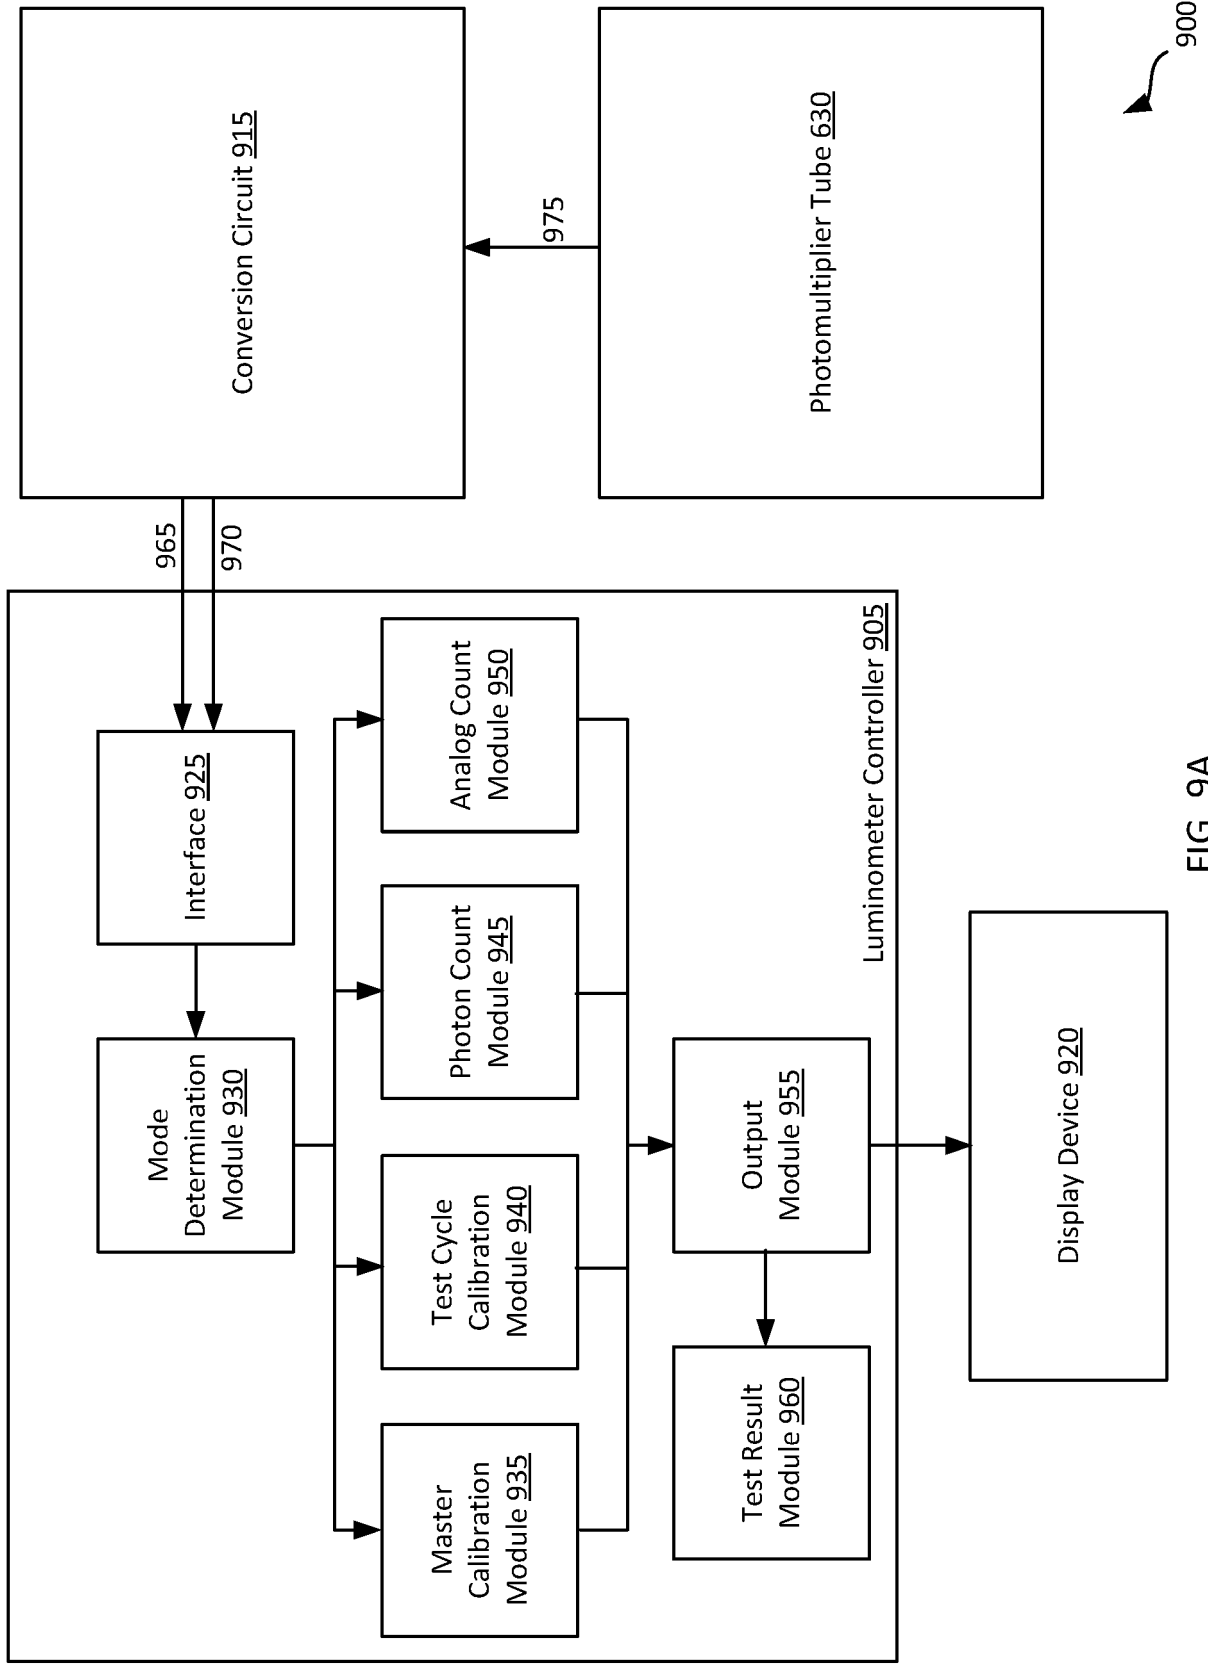 Luminometer Controller 905
Mode
Determination
Module 930
Interface 925
Master
Calibration
Module 935
Test Cycle
Calibration
Module 940
Photon Count
Module 945
Analog Count
Module 950
Test Result
Module 960
Output
Module 955
Display Device 920
965
970
Conversion Circuit 915
975
Photomultiplier Tube 630
900
FIG. 9A